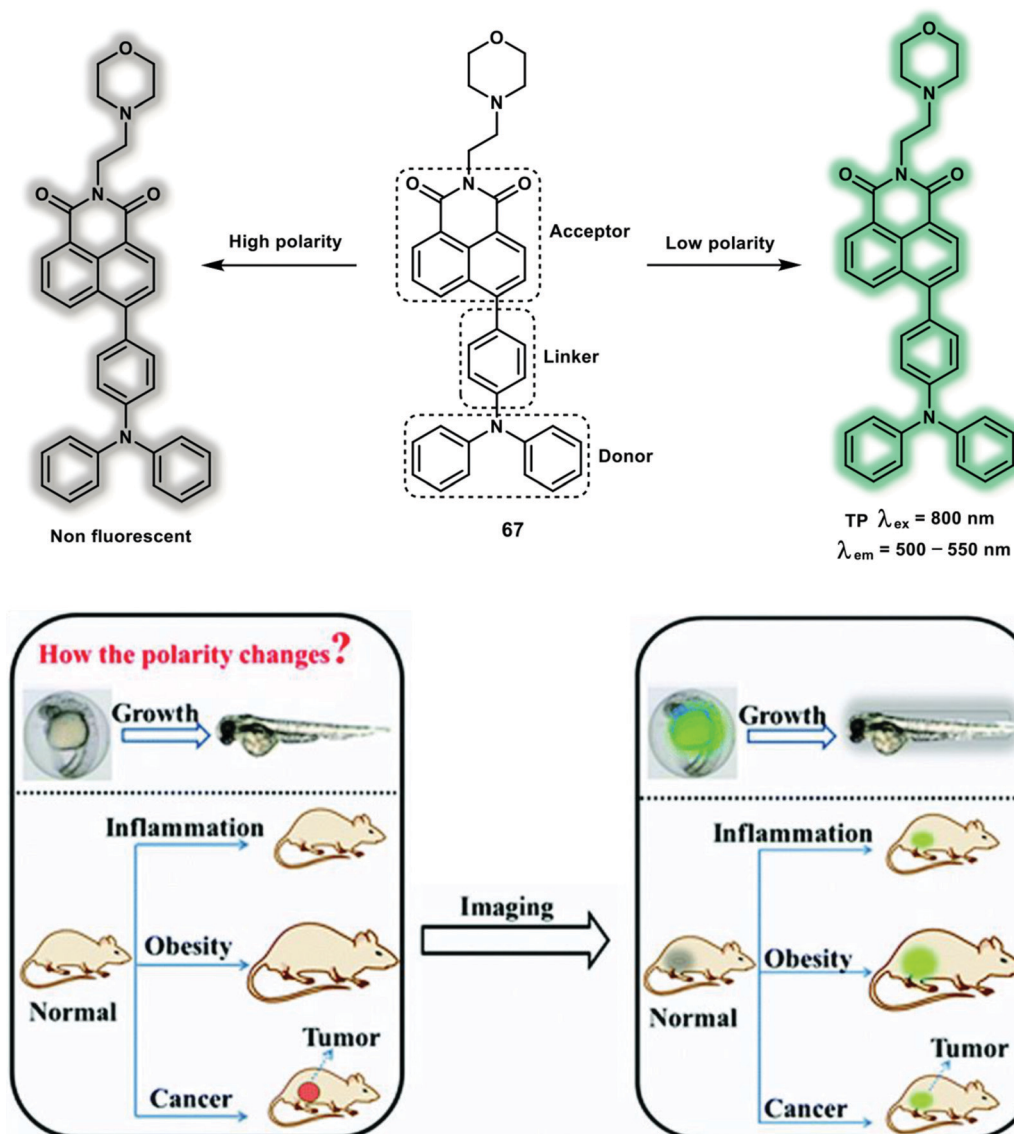 O
N
O
N
O
N
Non fluorescent
High polarity
O
N
O
N
O
Acceptor
Linker
N
Donor
67
Low polarity
O
N
O
N
O
N
TP λex = 800 nm
λem = 500 – 550 nm
How the polarity changes?
Growth
Inflammation
Obesity
Normal
Tumor
Cancer
Imaging
Growth
Inflammation
Obesity
Normal
Tumor
Cancer